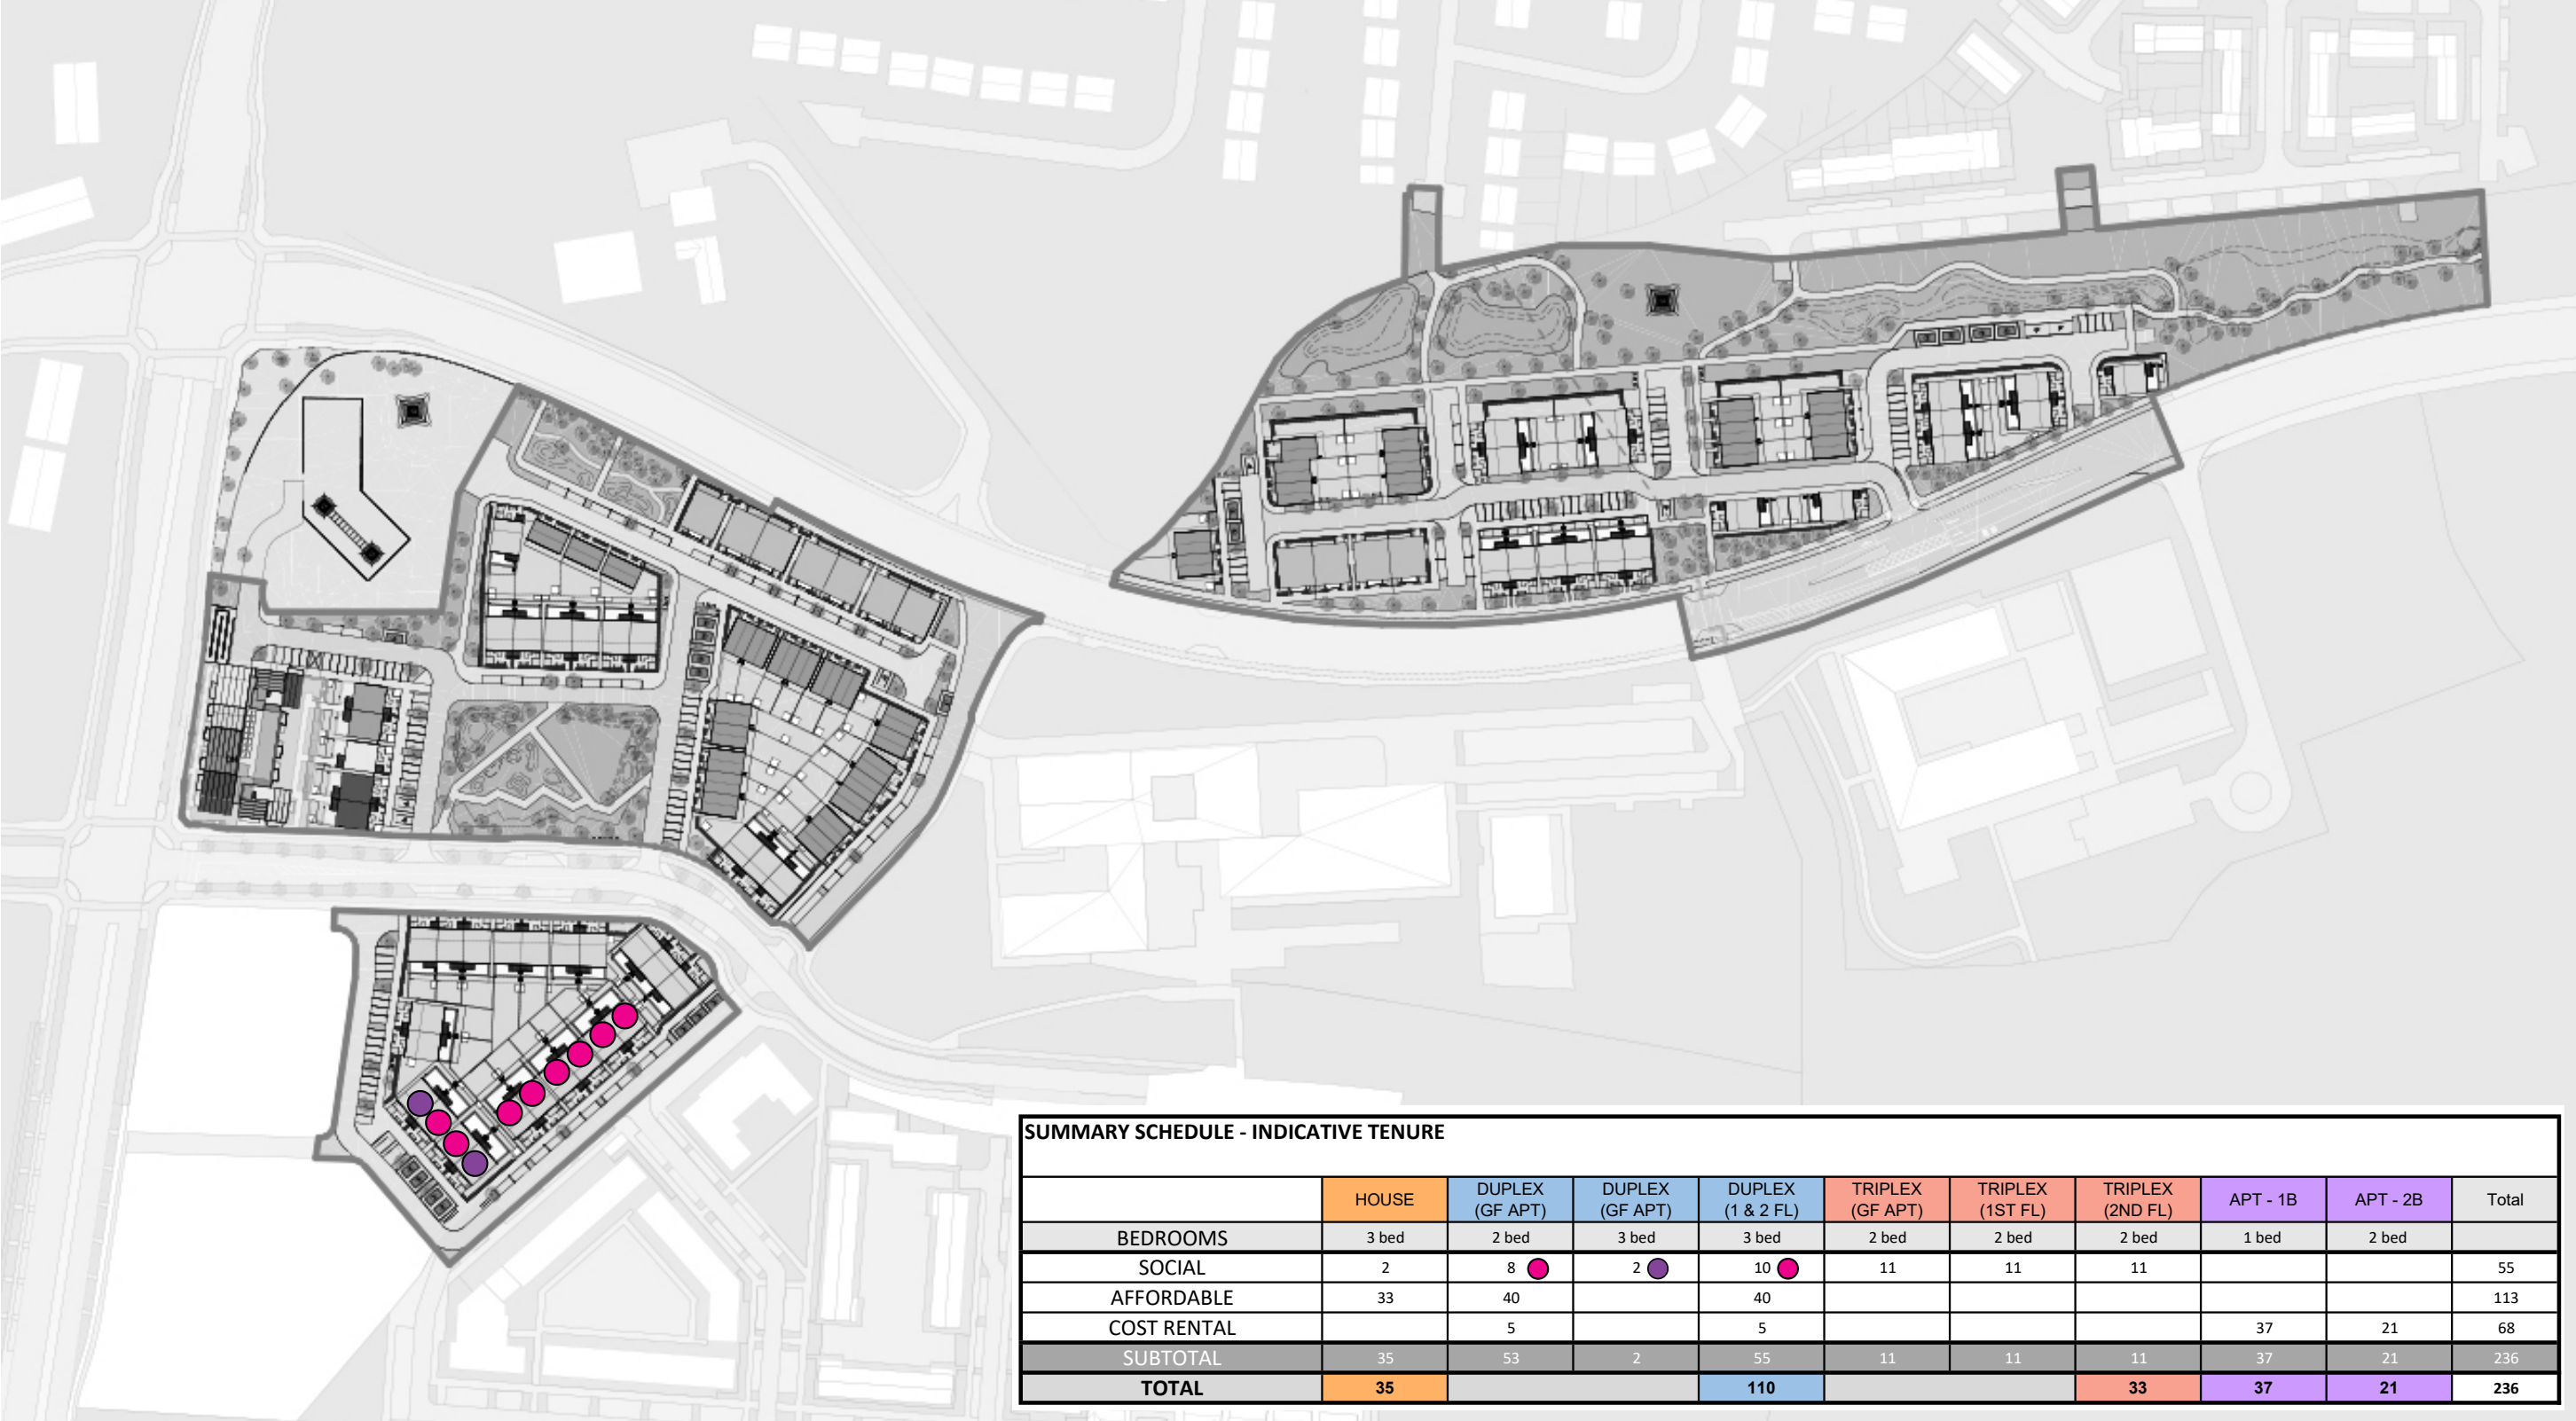 SUMMARY SCHEDULE - INDICATIVE TENURE
HOUSE DUPLEX (GF APT) DUPLEX (GF APT) DUPLEX (1 & 2 FL) TRIPLEX (GF APT) TRIPLEX (1ST FL) TRIPLEX (2ND FL) APT - 1B APT - 2B Total
BEDROOMS 3 bed 2 bed 3 bed 3 bed 2 bed 2 bed 2 bed 1 bed 2 bed
SOCIAL 2 8 2 10 11 11 11 55
AFFORDABLE 33 40 40 113
COST RENTAL 5 5 37 21 68
SUBTOTAL 35 53 2 55 11 11 11 37 21 236
TOTAL 35 110 33 37 21 236